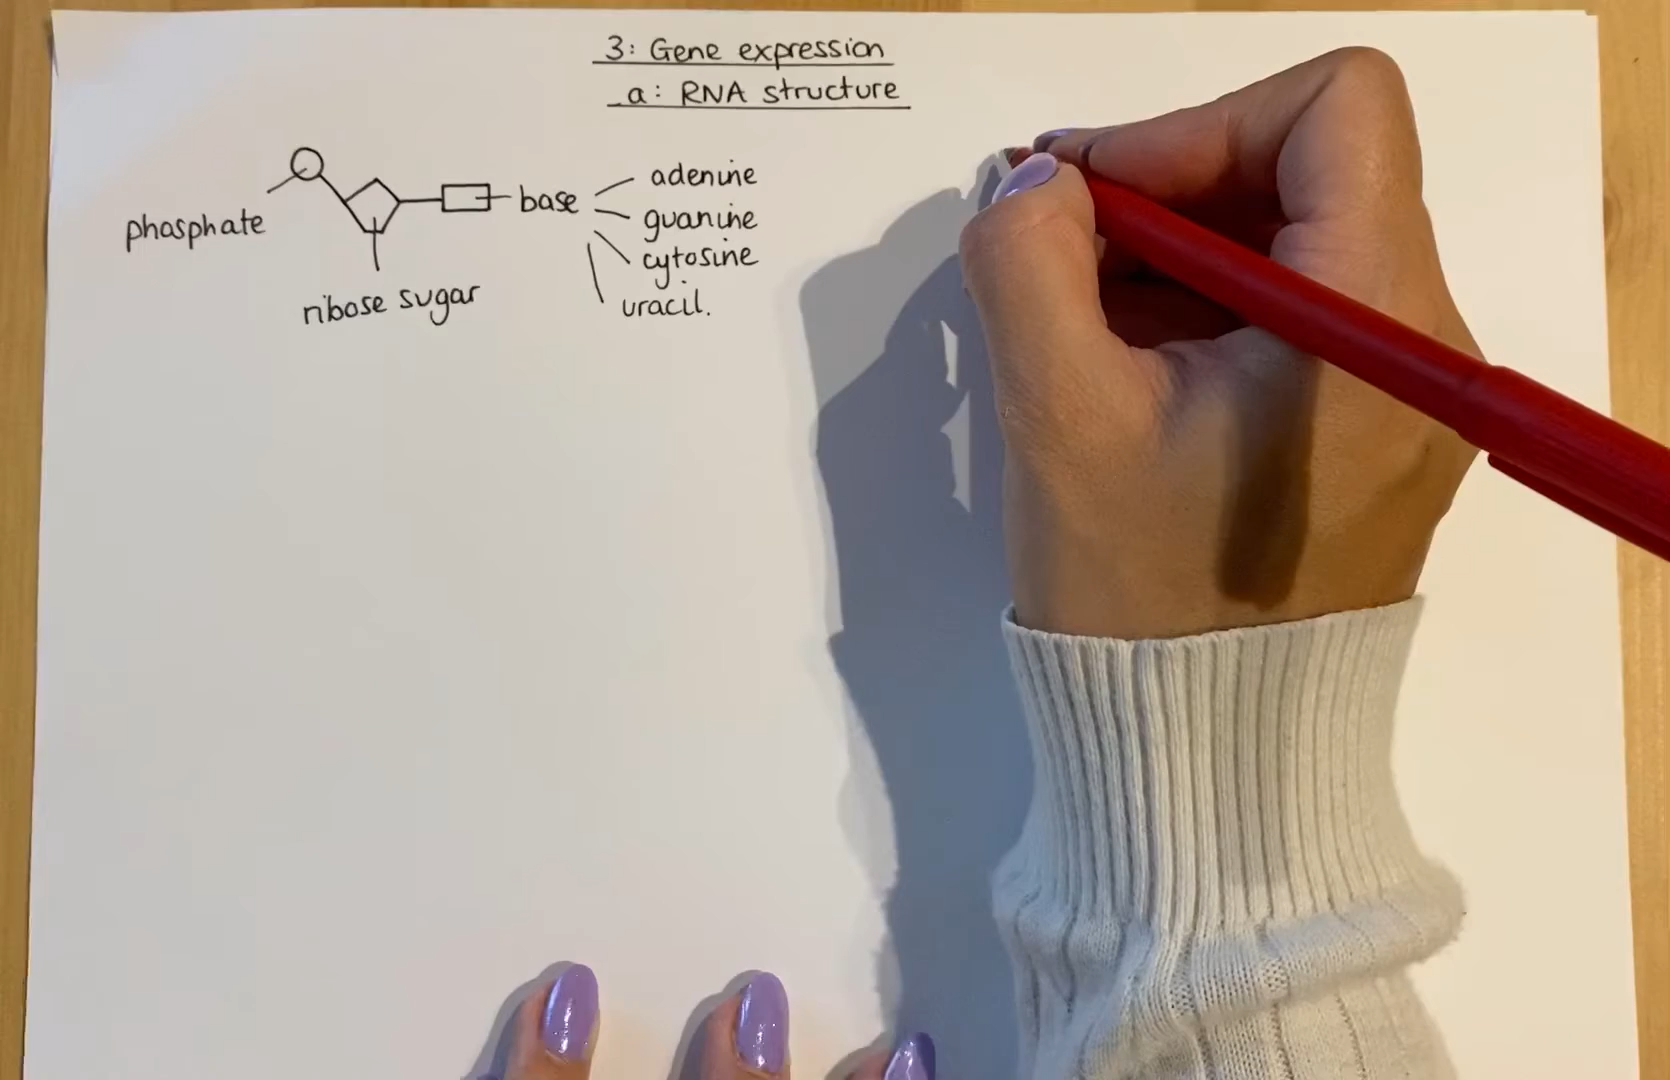 3: Gene expression
a: RNA structure
phosphate
ribose sugar
base
adenine
guanine
cytosine
uracil.